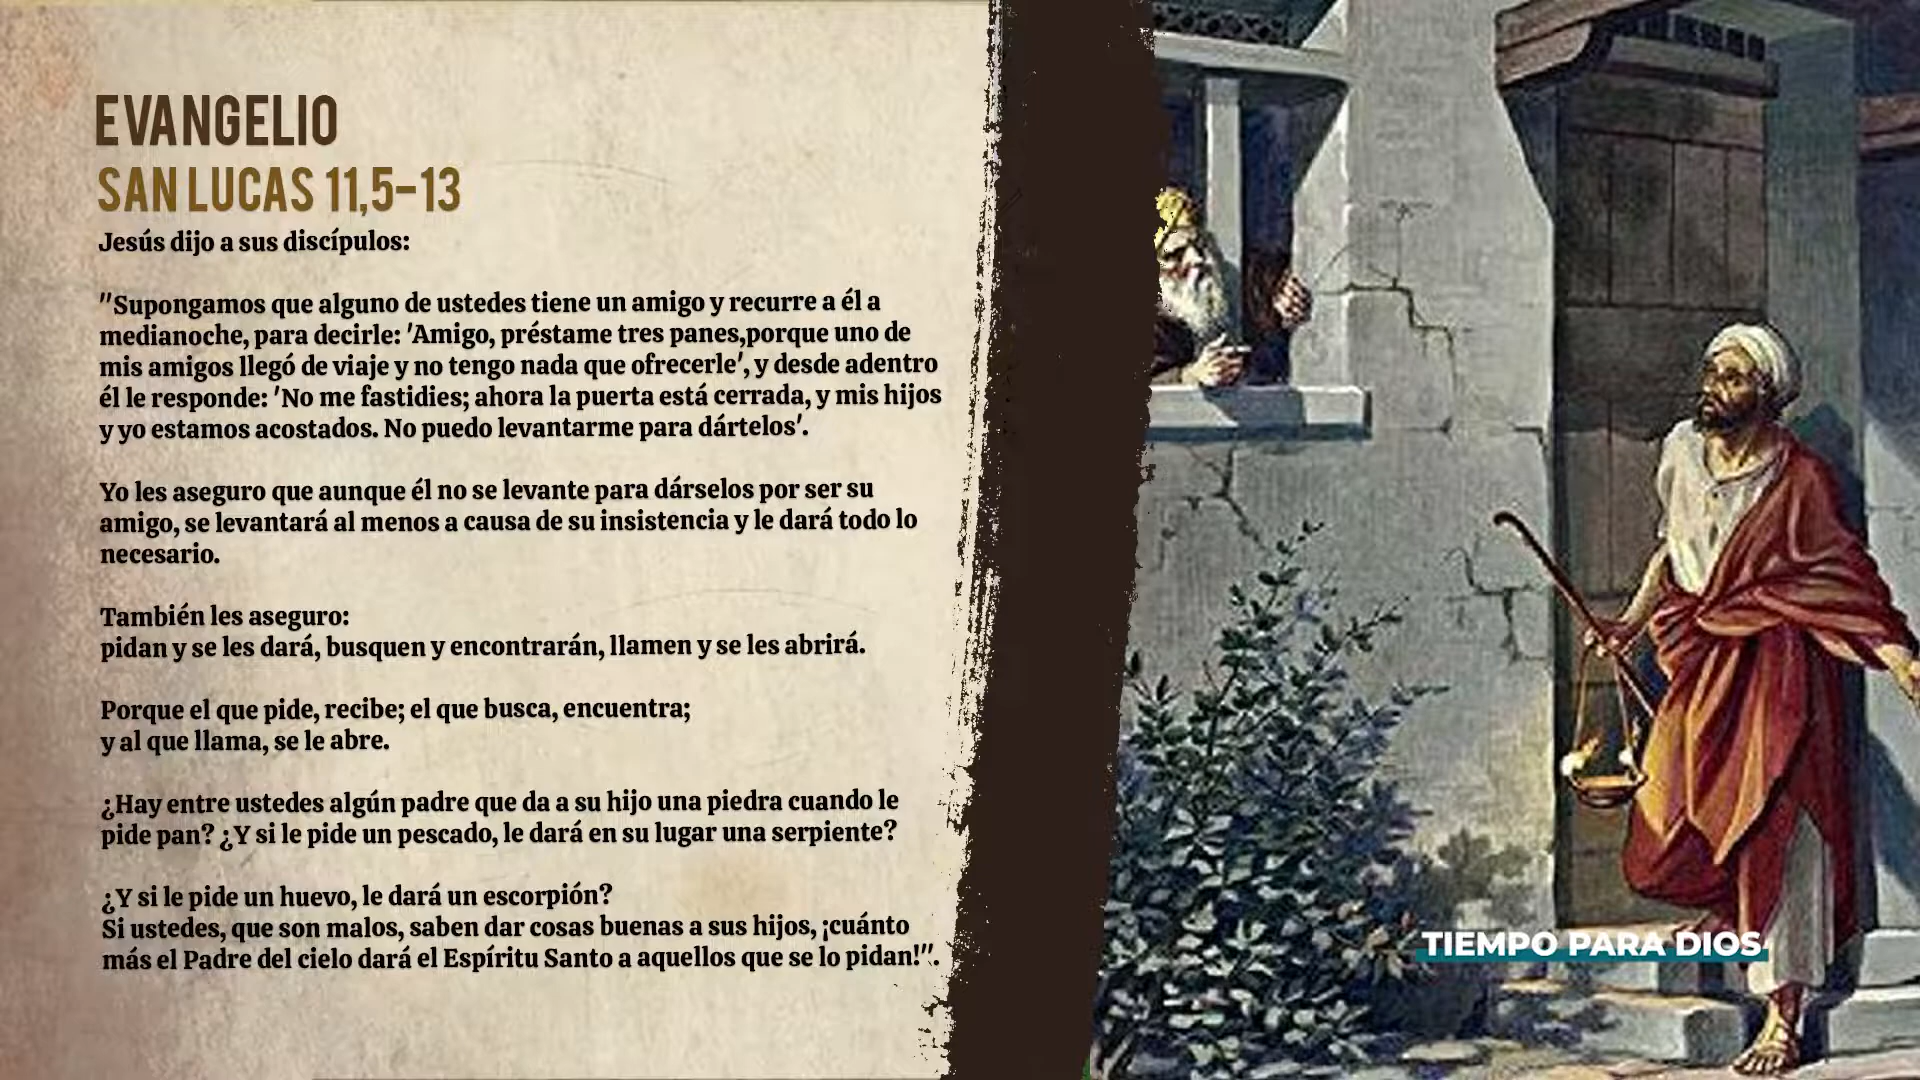 EVANGELIO
SAN LUCAS 11,5-13
Jesús dijo a sus discípulos:
"Supongamos que alguno de ustedes tiene un amigo y recurre a él a
medianoche, para decirle: 'Amigo, préstame tres panes,porque uno de
mis amigos llegó de viaje y no tengo nada que ofrecerle', y desde adentro
él le responde: 'No me fastidies; ahora la puerta está cerrada, y mis hijos
y yo estamos acostados. No puedo levantarme para dártelos'.
Yo les aseguro que aunque él no se levante para dárselos por ser su
amigo, se levantará al menos a causa de su insistencia y le dará todo lo
necesario.
También les aseguro:
pidan y se les dará, busquen y encontrarán, llamen y se les abrirá.
Porque el que pide, recibe; el que busca, encuentra;
y al que llama, se le abre.
¿Hay entre ustedes algún padre que da a su hijo una piedra cuando le
pide pan? ¿Y si le pide un pescado, le dará en su lugar una serpiente?
¿Y si le pide un huevo, le dará un escorpión?
Si ustedes, que son malos, saben dar cosas buenas a sus hijos, ¡cuánto
más el Padre del cielo dará el Espíritu Santo a aquellos que se lo pidan!".
TIEMPO PARA DIOS